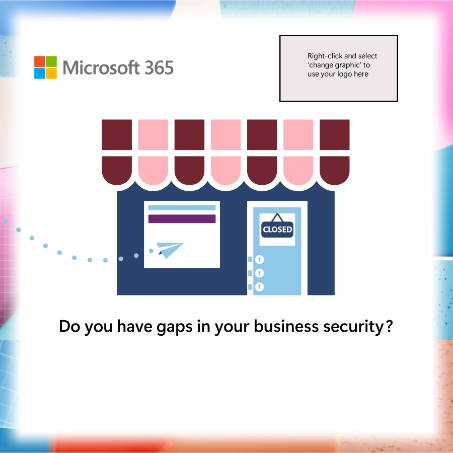 Microsoft 365
Right-click and select
'change graphic' to
use your logo here
CLOSED
Do you have gaps in your business security?